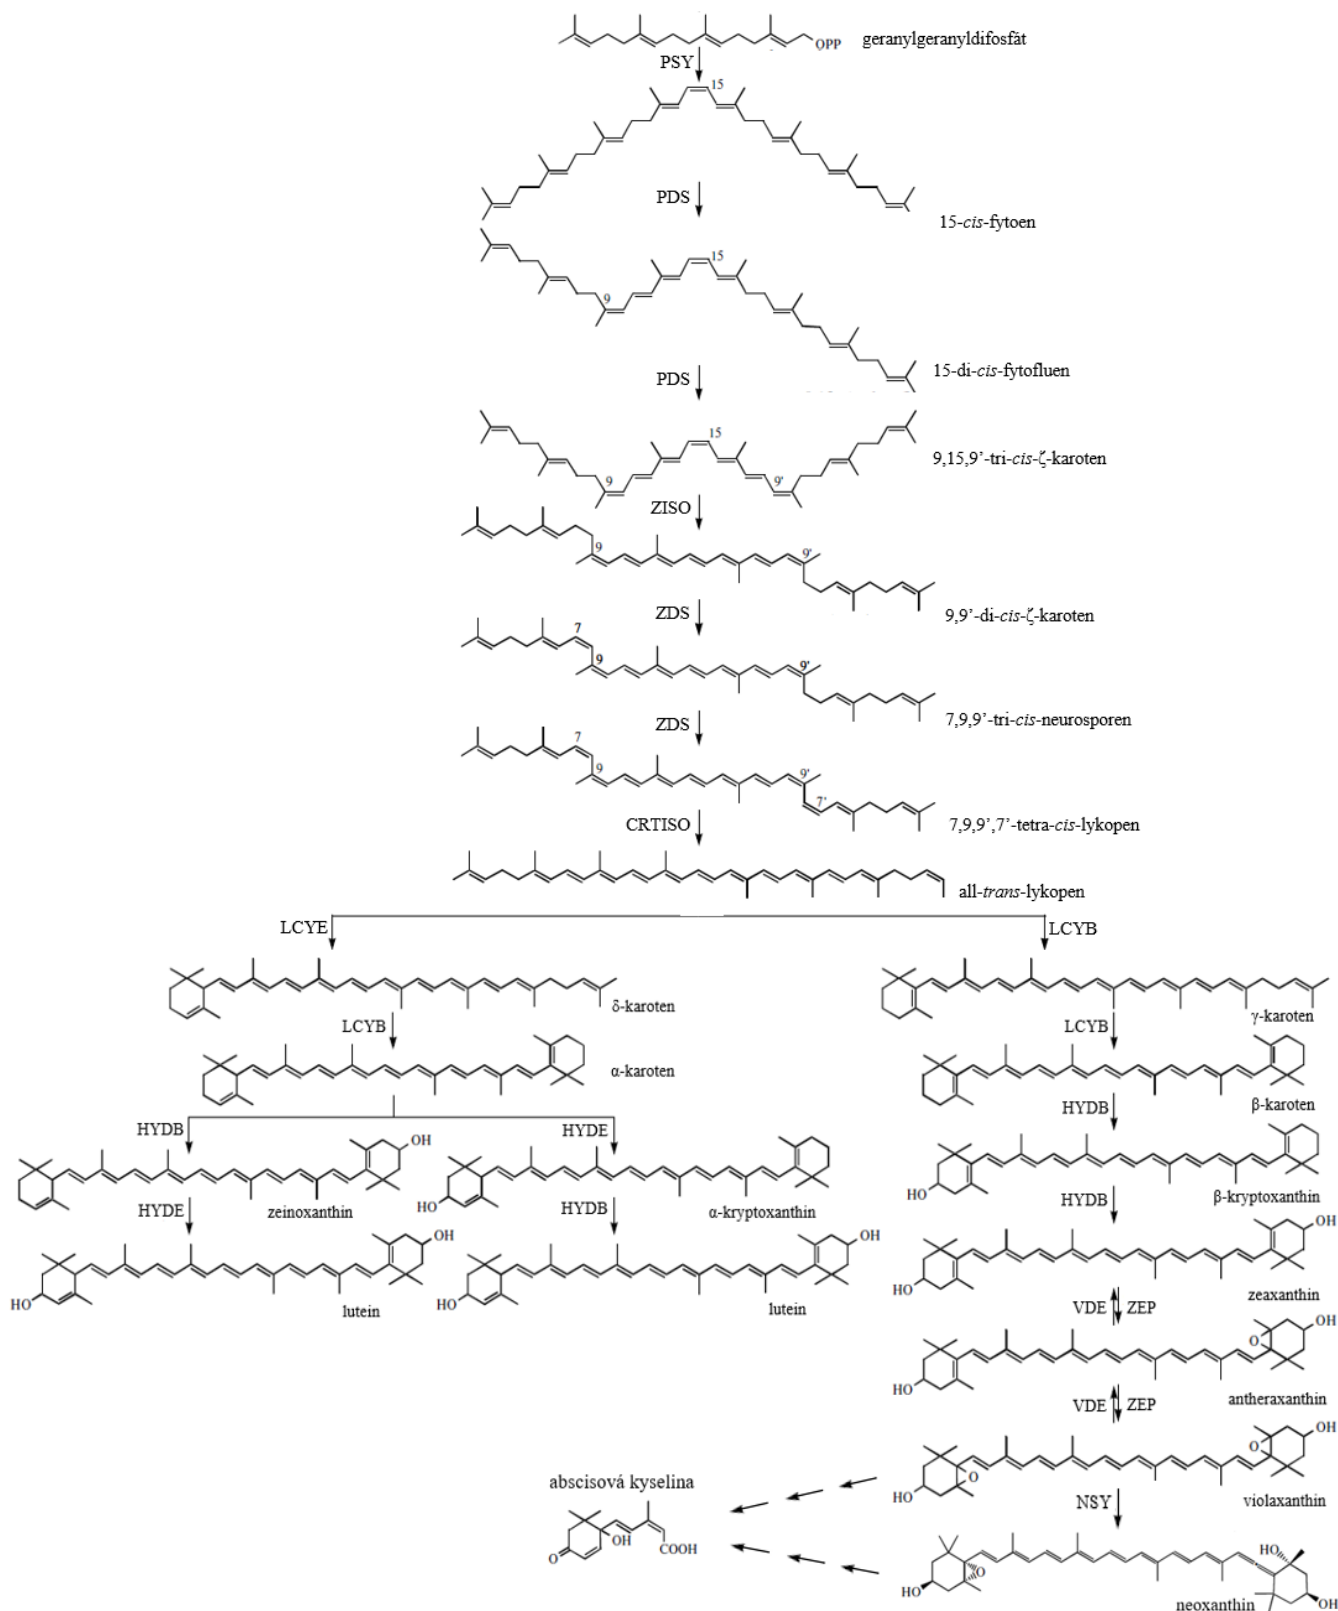 OPP
geranylgeranyldifosfát
PSY
15
PDS
15-cis-fytoen
15
9
15-di-cis-fytofluen
PDS
15
9
9'
9,15,9’-tri-cis-ζ-karoten
ZISO
9
9'
ZDS
9,9’-di-cis-ζ-karoten
7
9
9'
7,9,9’-tri-cis-neurosporen
ZDS
7
9
9'
7'
7,9,9’,7’-tetra-cis-lykopen
CRTISO
all-trans-lykopen
LCYE
LCYB
δ-karoten
γ-karoten
LCYB
LCYB
α-karoten
β-karoten
HYDB
HYDB
HYDE
OH
HO
HO
zeinoxanthin
α-kryptoxanthin
β-kryptoxanthin
HYDE
HYDB
HYDB
OH
OH
OH
HO
HO
HO
lutein
lutein
zeaxanthin
VDE
ZEP
OH
O
HO
antheraxanthin
VDE
ZEP
OH
O
O
HO
violaxanthin
abscisová kyselina
NSY
OH
O
COOH
HO
O
HO
OH
neoxanthin